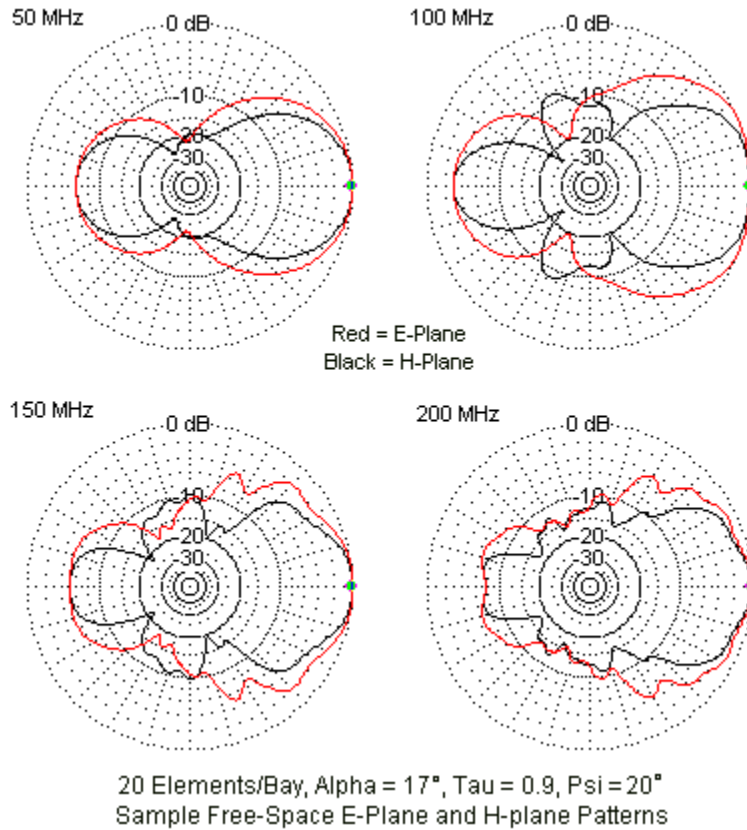 50 MHz
0 dB
-10
20
30
100 MHz
0 dB
10
20
30
Red = E-Plane
Black = H-Plane
150 MHz
0 dB
10
20
30
200 MHz
0 dB
10
20
30
20 Elements/Bay, Alpha = 17°, Tau = 0.9, Psi = 20°
Sample Free-Space E-Plane and H-plane Patterns